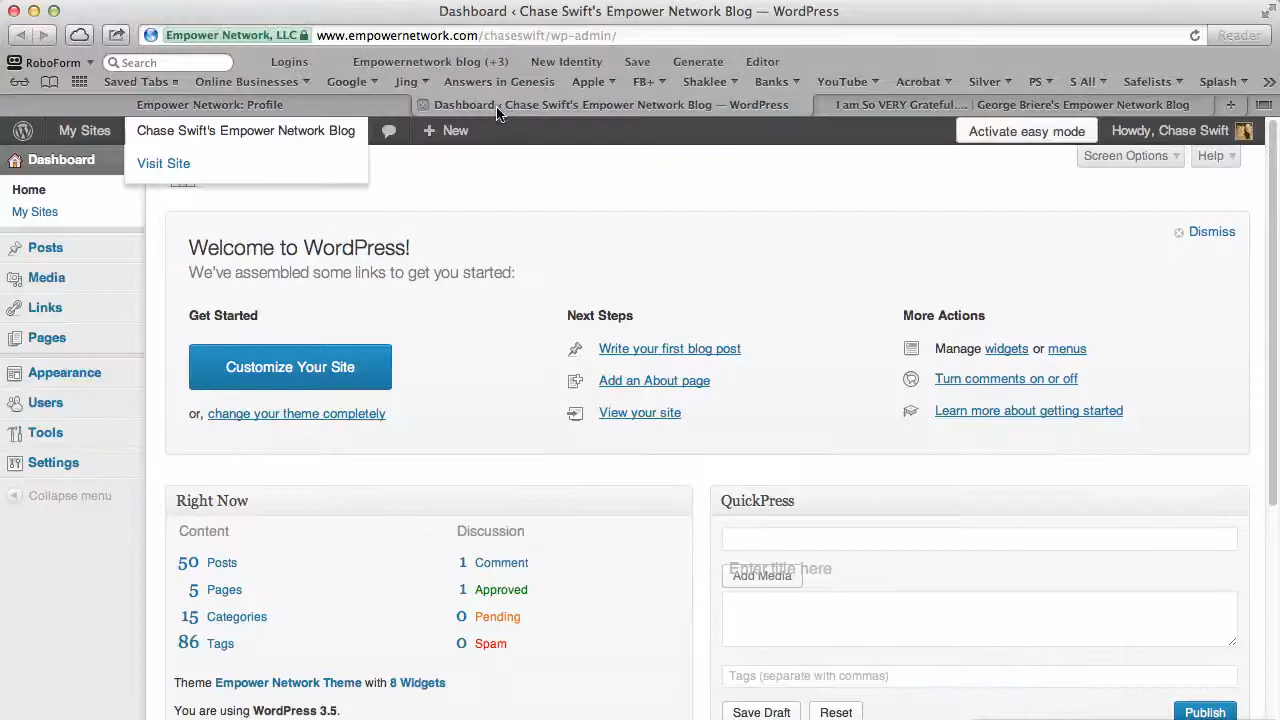 Dashboard ‹ Chase Swift's Empower Network Blog — WordPress
Empower Network, LLC www.empowernetwork.com/chaseswift/wp-admin/ Reader
RoboForm Search Logins Empowernetwork blog (+3) New Identity Save Generate Editor
Saved Tabs Online Businesses Google Jing Answers in Genesis Apple FB+ Shaklee Banks YouTube Acrobat Silver PS S All Safelists Splash
Empower Network: Profile Dashboard ‹ Chase Swift's Empower Network Blog — WordPress I am So VERY Grateful.... | George Briere's Empower Network Blog
My Sites Chase Swift's Empower Network Blog New Activate easy mode Howdy, Chase Swift
Dashboard Visit Site Screen Options Help
Home
My Sites
Posts
Media
Links
Pages
Appearance
Users
Tools
Settings
Collapse menu
Dismiss
Welcome to WordPress!
We've assembled some links to get you started:
Get Started
Customize Your Site
or, change your theme completely
Next Steps
Write your first blog post
Add an About page
View your site
More Actions
Manage widgets or menus
Turn comments on or off
Learn more about getting started
Right Now
Content Discussion
50 Posts 1 Comment
5 Pages 1 Approved
15 Categories 0 Pending
86 Tags 0 Spam
Theme Empower Network Theme with 8 Widgets
You are using WordPress 3.5.
QuickPress
Enter title here
Add Media
Tags (separate with commas)
Save Draft Reset Publish